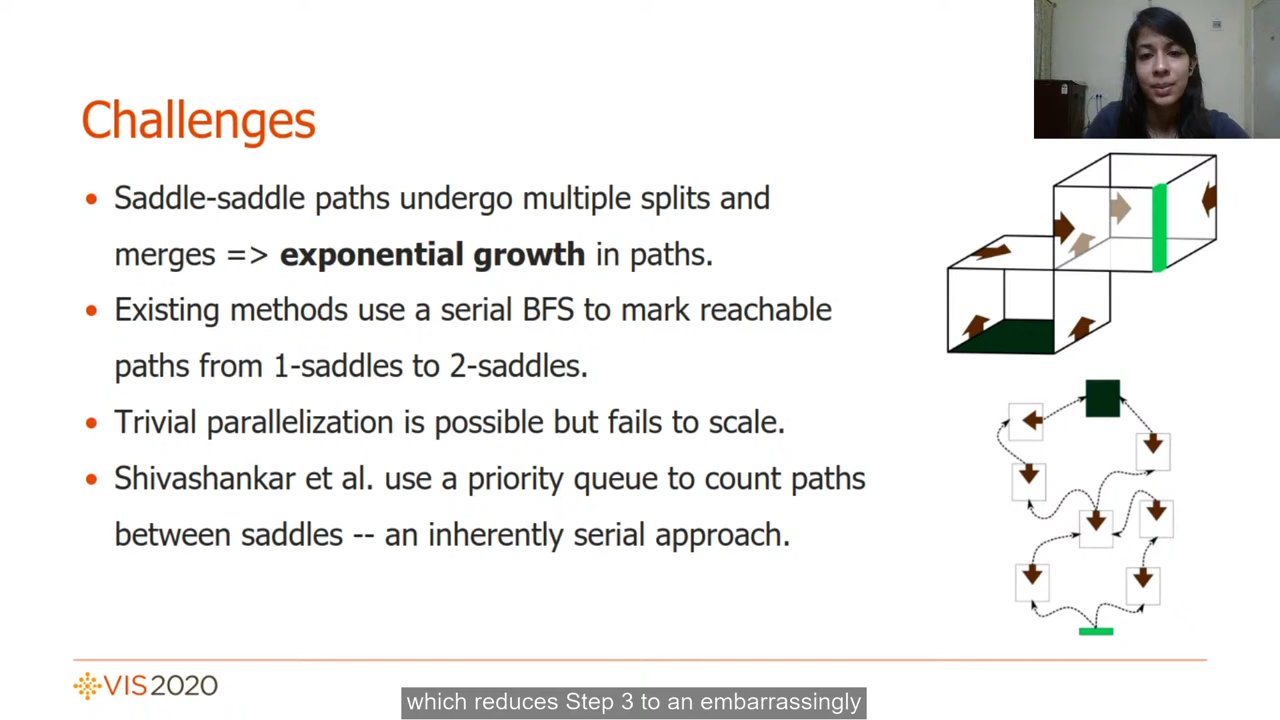 Challenges
• Saddle-saddle paths undergo multiple splits and
merges => exponential growth in paths.
• Existing methods use a serial BFS to mark reachable
paths from 1-saddles to 2-saddles.
• Trivial parallelization is possible but fails to scale.
• Shivashankar et al. use a priority queue to count paths
between saddles -- an inherently serial approach.
VIS2020
which reduces Step 3 to an embarrassingly